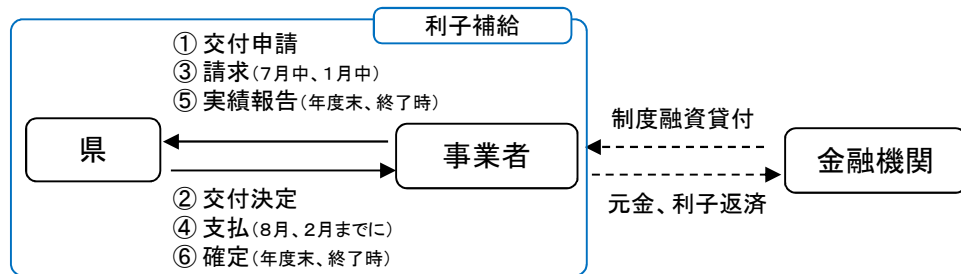 利子補給
① 交付申請
③ 請求（７月中、１月中）
⑤ 実績報告（年度末、終了時）
県
事業者
制度融資貸付
金融機関
元金、利子返済
② 交付決定
④ 支払（８月、２月までに）
⑥ 確定（年度末、終了時）